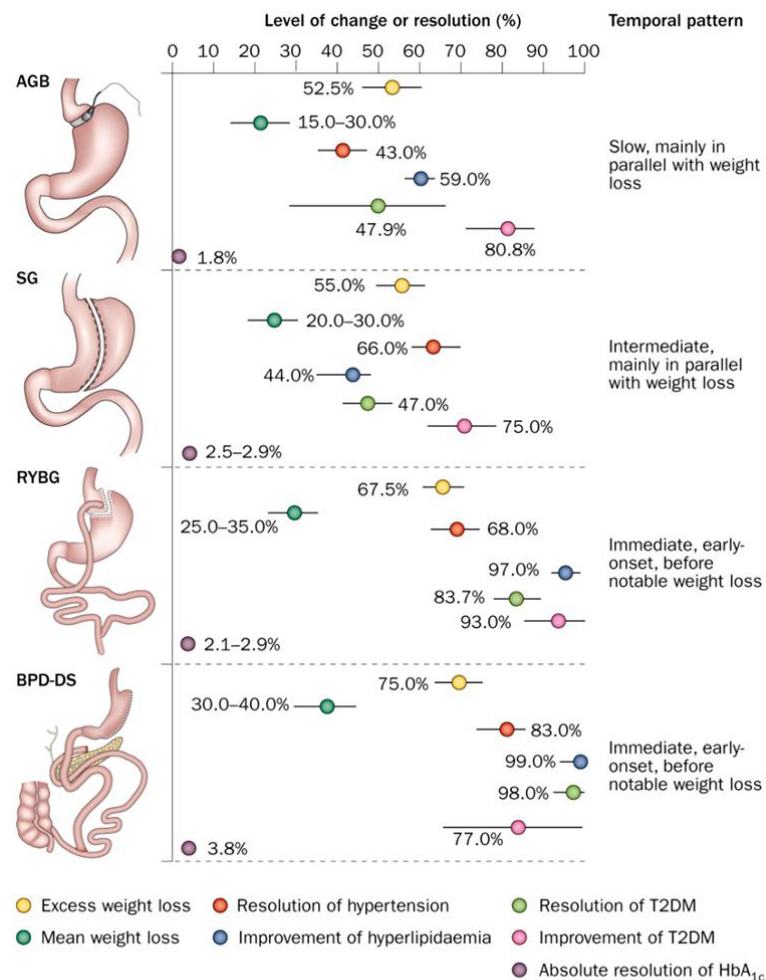 Level of change or resolution (%)
Temporal pattern
0 10 20 30 40 50 60 70 80 90 100
AGB
52.5%
15.0–30.0%
43.0%
59.0%
47.9%
80.8%
1.8%
Slow, mainly in
parallel with weight
loss
SG
55.0%
20.0–30.0%
66.0%
44.0%
47.0%
75.0%
2.5–2.9%
Intermediate,
mainly in parallel
with weight loss
RYBG
67.5%
25.0–35.0%
68.0%
97.0%
83.7%
93.0%
2.1–2.9%
Immediate, early-
onset, before
notable weight loss
BPD-DS
75.0%
30.0–40.0%
83.0%
99.0%
98.0%
77.0%
3.8%
Immediate, early-
onset, before
notable weight loss
Excess weight loss
Resolution of hypertension
Resolution of T2DM
Mean weight loss
Improvement of hyperlipidaemia
Improvement of T2DM
Absolute resolution of HbA1c